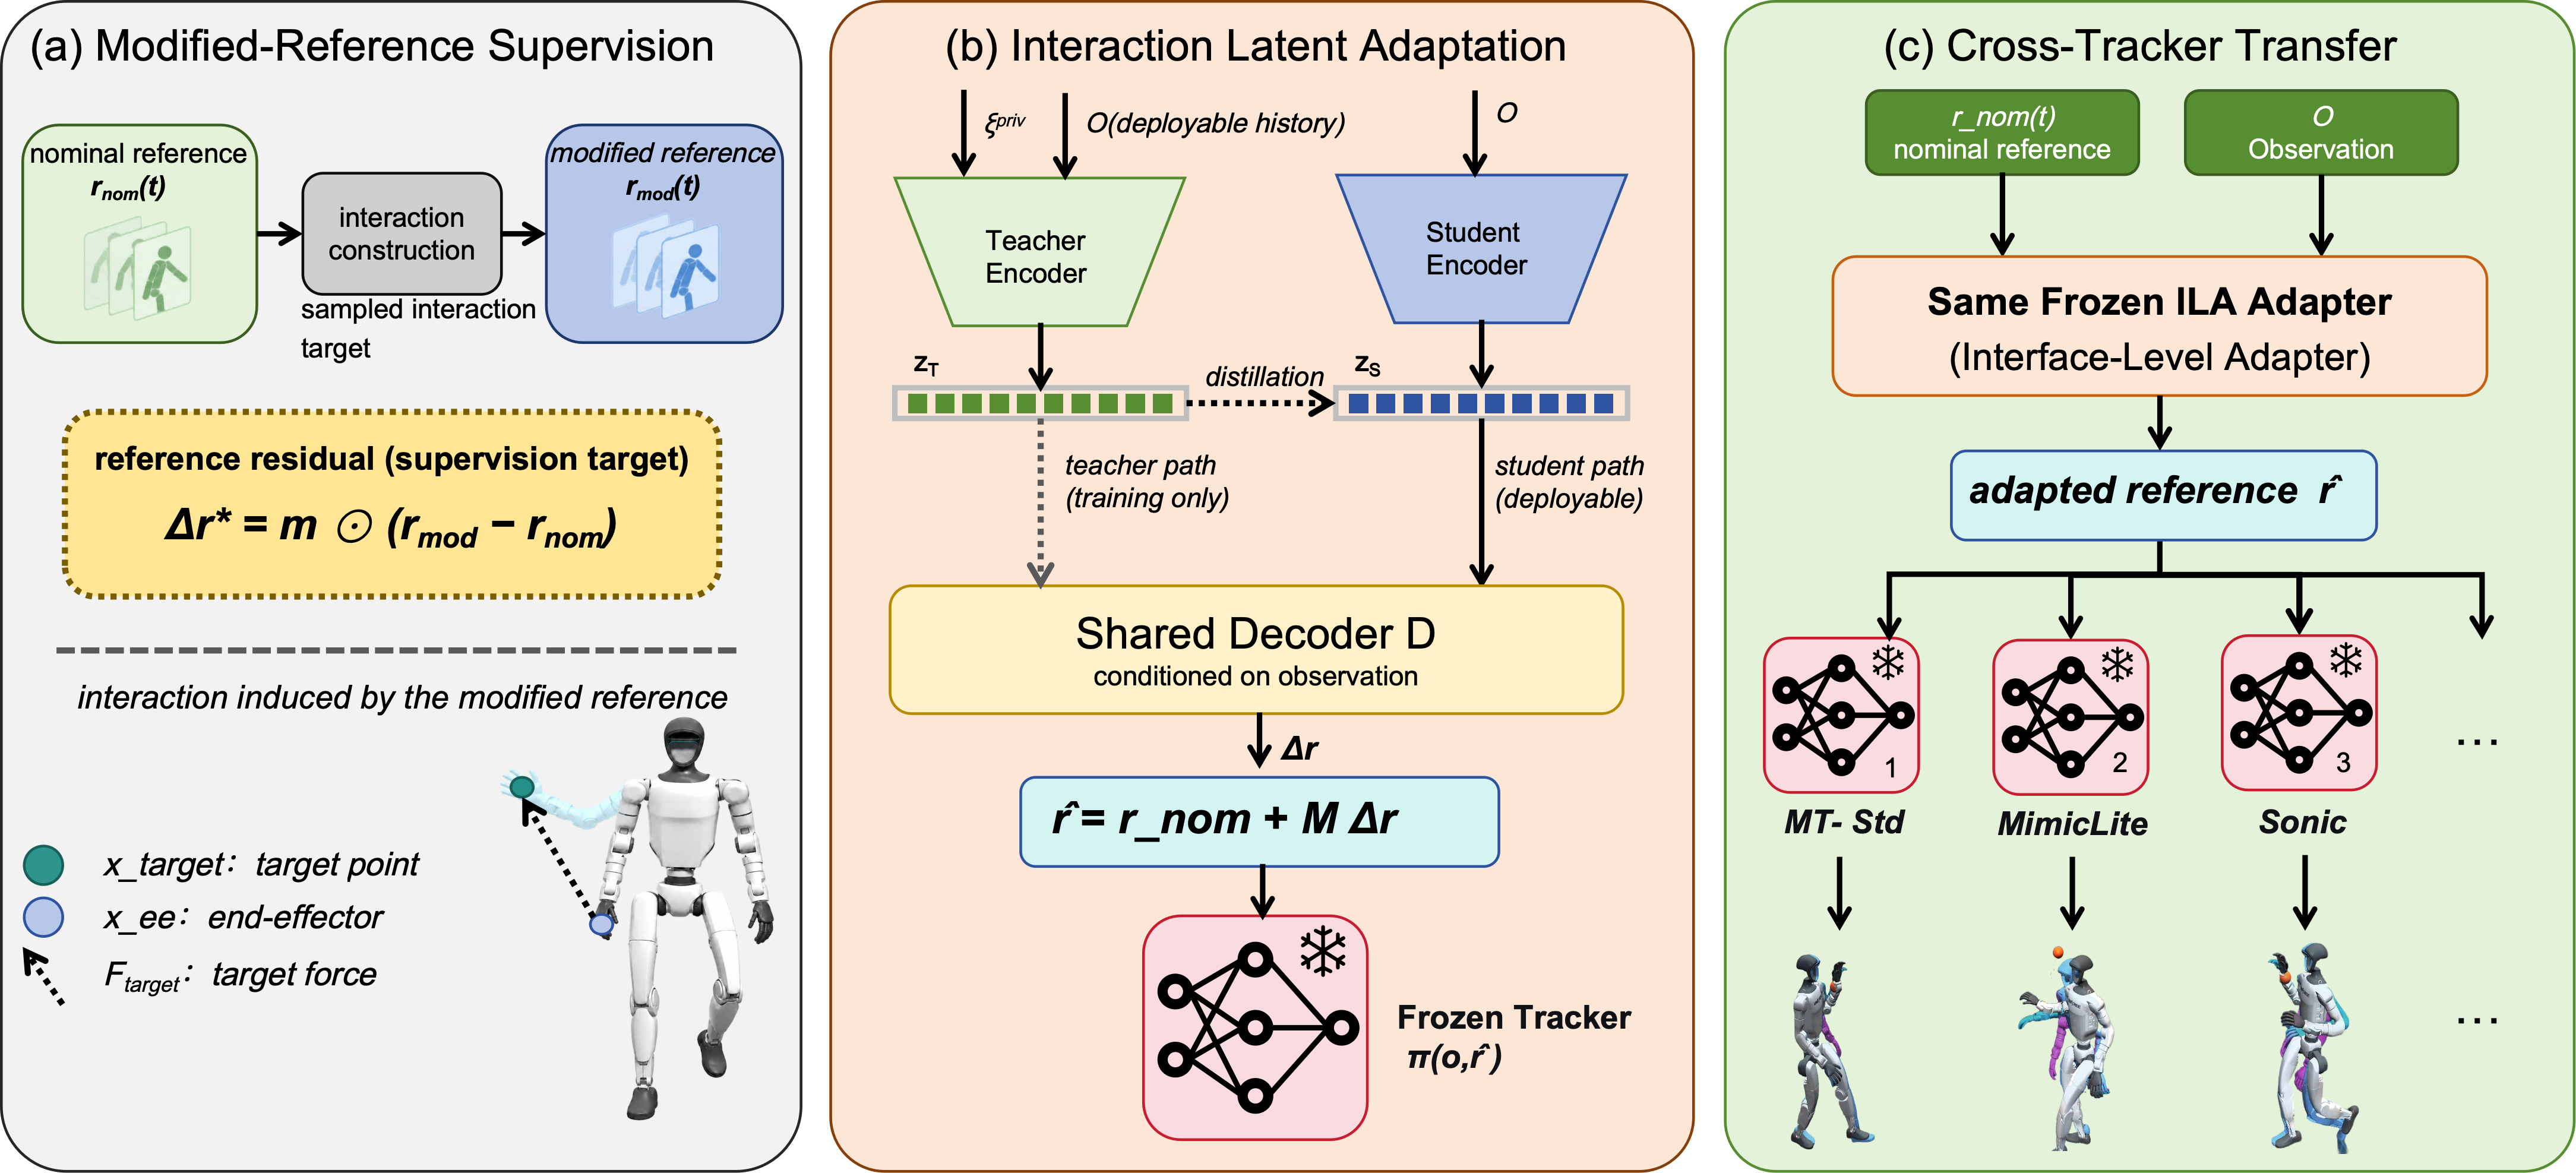 (a) Modified-Reference Supervision
nominal reference
r_nom(t)
interaction
construction
sampled interaction
target
modified reference
r_mod(t)
reference residual (supervision target)
Δr* = m ⊙ (r_mod − r_nom)
interaction induced by the modified reference
x_target: target point
x_ee: end-effector
F_target: target force
(b) Interaction Latent Adaptation
ξ^priv
O(deployable history)
O
Teacher
Encoder
Student
Encoder
z_T
distillation
z_S
teacher path
(training only)
student path
(deployable)
Shared Decoder D
conditioned on observation
Δr
r̂ = r_nom + M Δr
Frozen Tracker
π(o,r̂)
(c) Cross-Tracker Transfer
r_nom(t)
nominal reference
O
Observation
Same Frozen ILA Adapter
(Interface-Level Adapter)
adapted reference r̂
1
2
3
...
MT- Std
MimicLite
Sonic
...